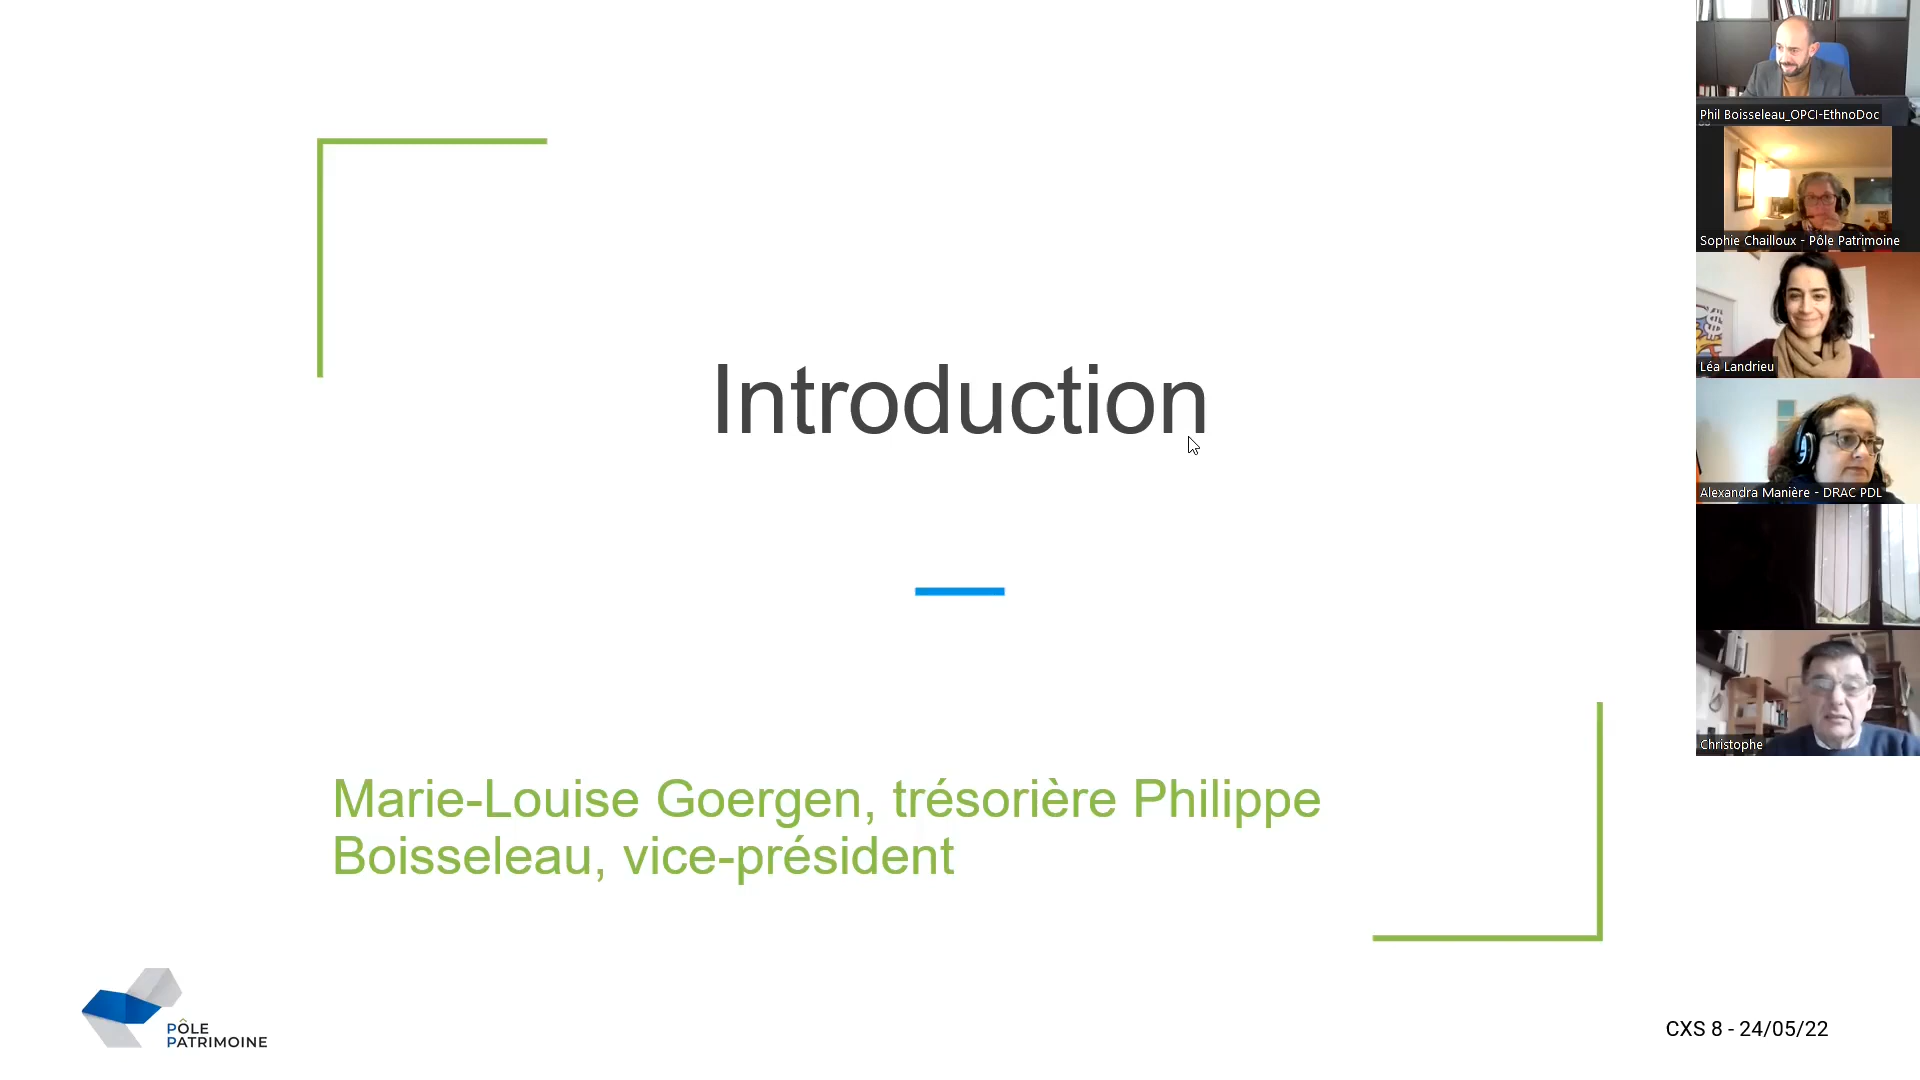 Introduction
Marie-Louise Goergen, trésorière Philippe
Boisseleau, vice-président
PÔLE
PATRIMOINE
CXS 8 - 24/05/22
Phil Boisseleau_OPCI-EthnoDoc
Sophie Chailloux - Pôle Patrimoine
Léa Landrieu
Alexandra Manière - DRAC PDL
Christophe